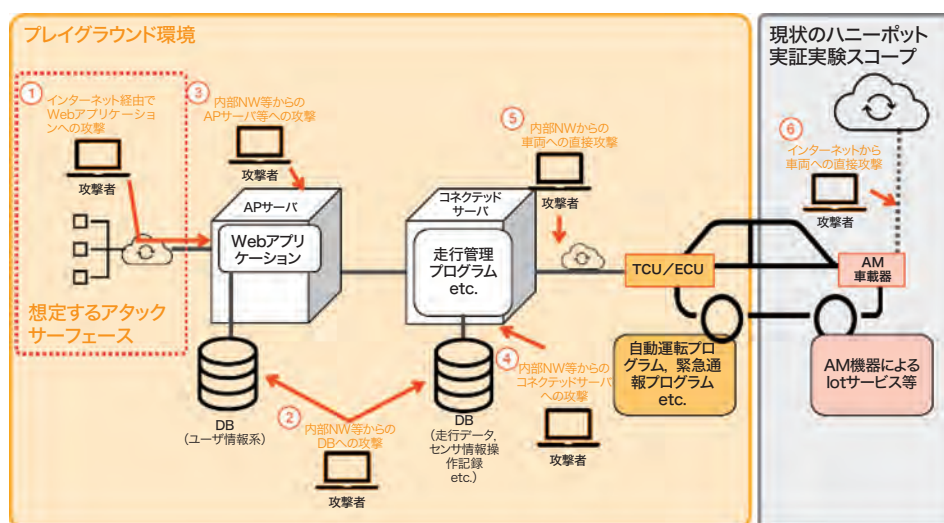 プレイグラウンド環境
現状のハニーポット
実証実験スコープ
1
インターネット経由で
Webアプリケーショ
ンへの攻撃
攻撃者
3
内部NW等からの
APサーバ等への攻撃
攻撃者
5
内部NWからの
車両への直接攻撃
攻撃者
6
インターネットから
車両への直接攻撃
攻撃者
APサーバ
Webアプリ
ケーション
コネクテッド
サーバ
走行管理
プログラム
etc.
TCU/ECU
AM
車載器
想定するアタック
サーフェース
自動運転プロ
グラム,緊急通
報プログラム
etc.
AM機器による
Iotサービス等
DB
(ユーザ情報系)
2
内部NW等からの
DBへの攻撃
攻撃者
DB
(走行データ,
センサ情報操
作記録
etc.)
4
内部NW等からの
コネクテッドサーバ
への攻撃
攻撃者